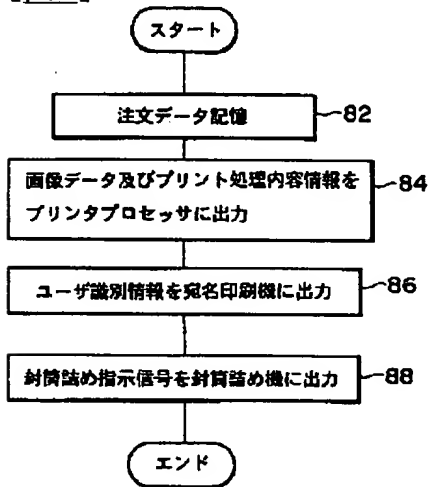 スタート
注文データ記憶
82
画像データ及びプリント処理内容情報を
プリンタプロセッサに出力
84
ユーザ識別情報を宛名印刷機に出力
86
封筒詰め指示信号を封筒詰め機に出力
88
エンド